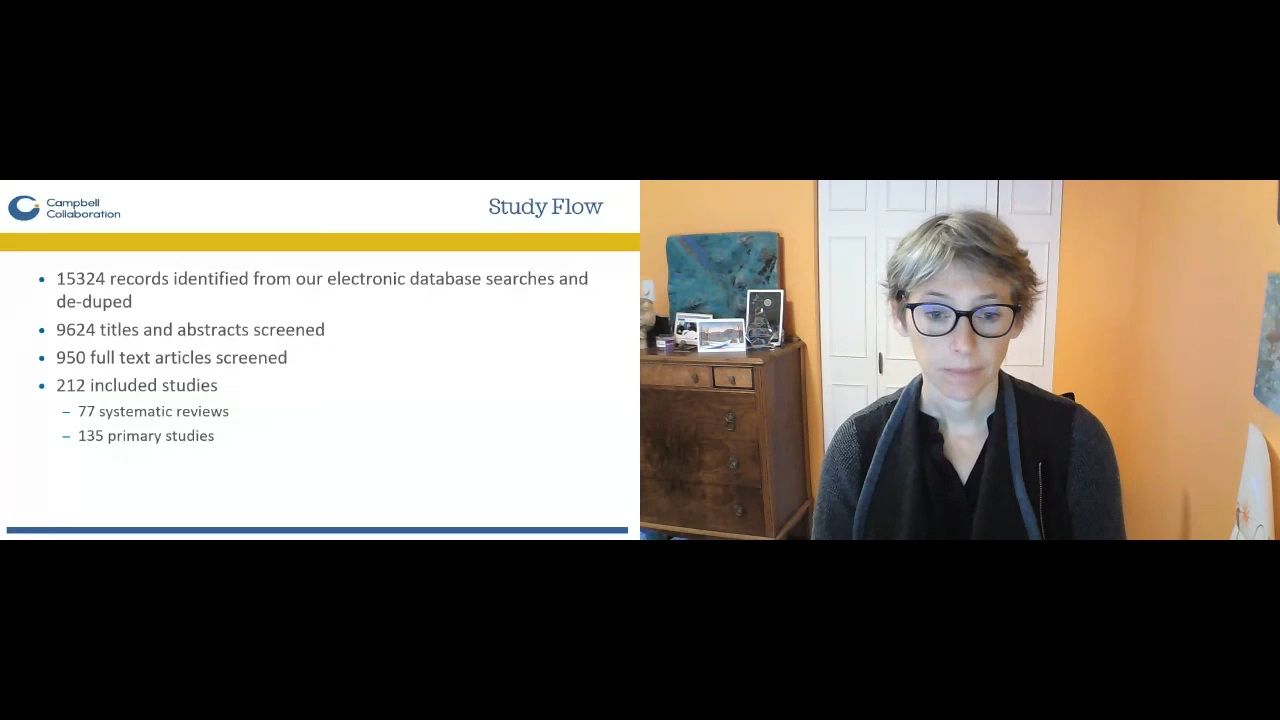 Campbell
Collaboration
Study Flow
• 15324 records identified from our electronic database searches and
de-duped
• 9624 titles and abstracts screened
• 950 full text articles screened
• 212 included studies
– 77 systematic reviews
– 135 primary studies